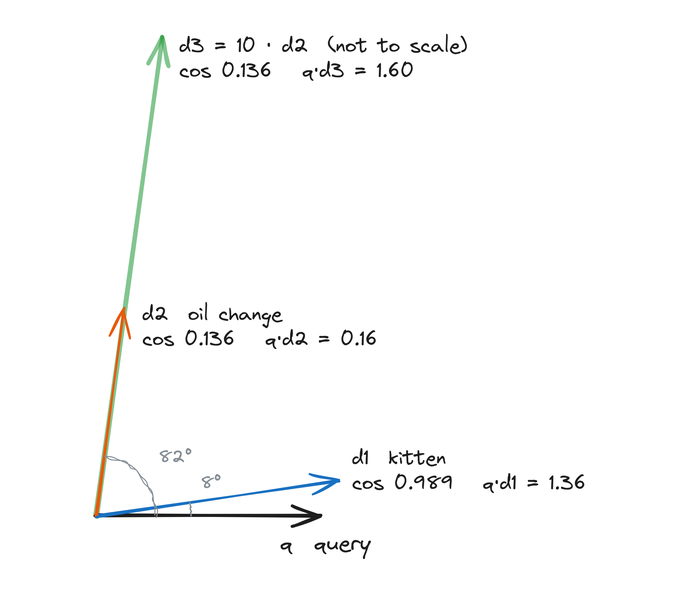 d3 = 10 · d2 (not to scale)
cos 0.136 q·d3 = 1.60
d2 oil change
cos 0.136 q·d2 = 0.16
82°
8°
d1 kitten
cos 0.989 q·d1 = 1.36
q query